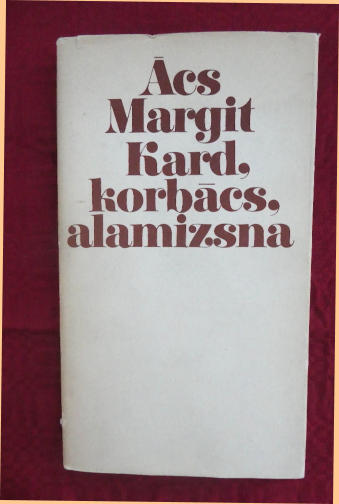 Ács
Margit
Kard,
korbács,
alamizsna